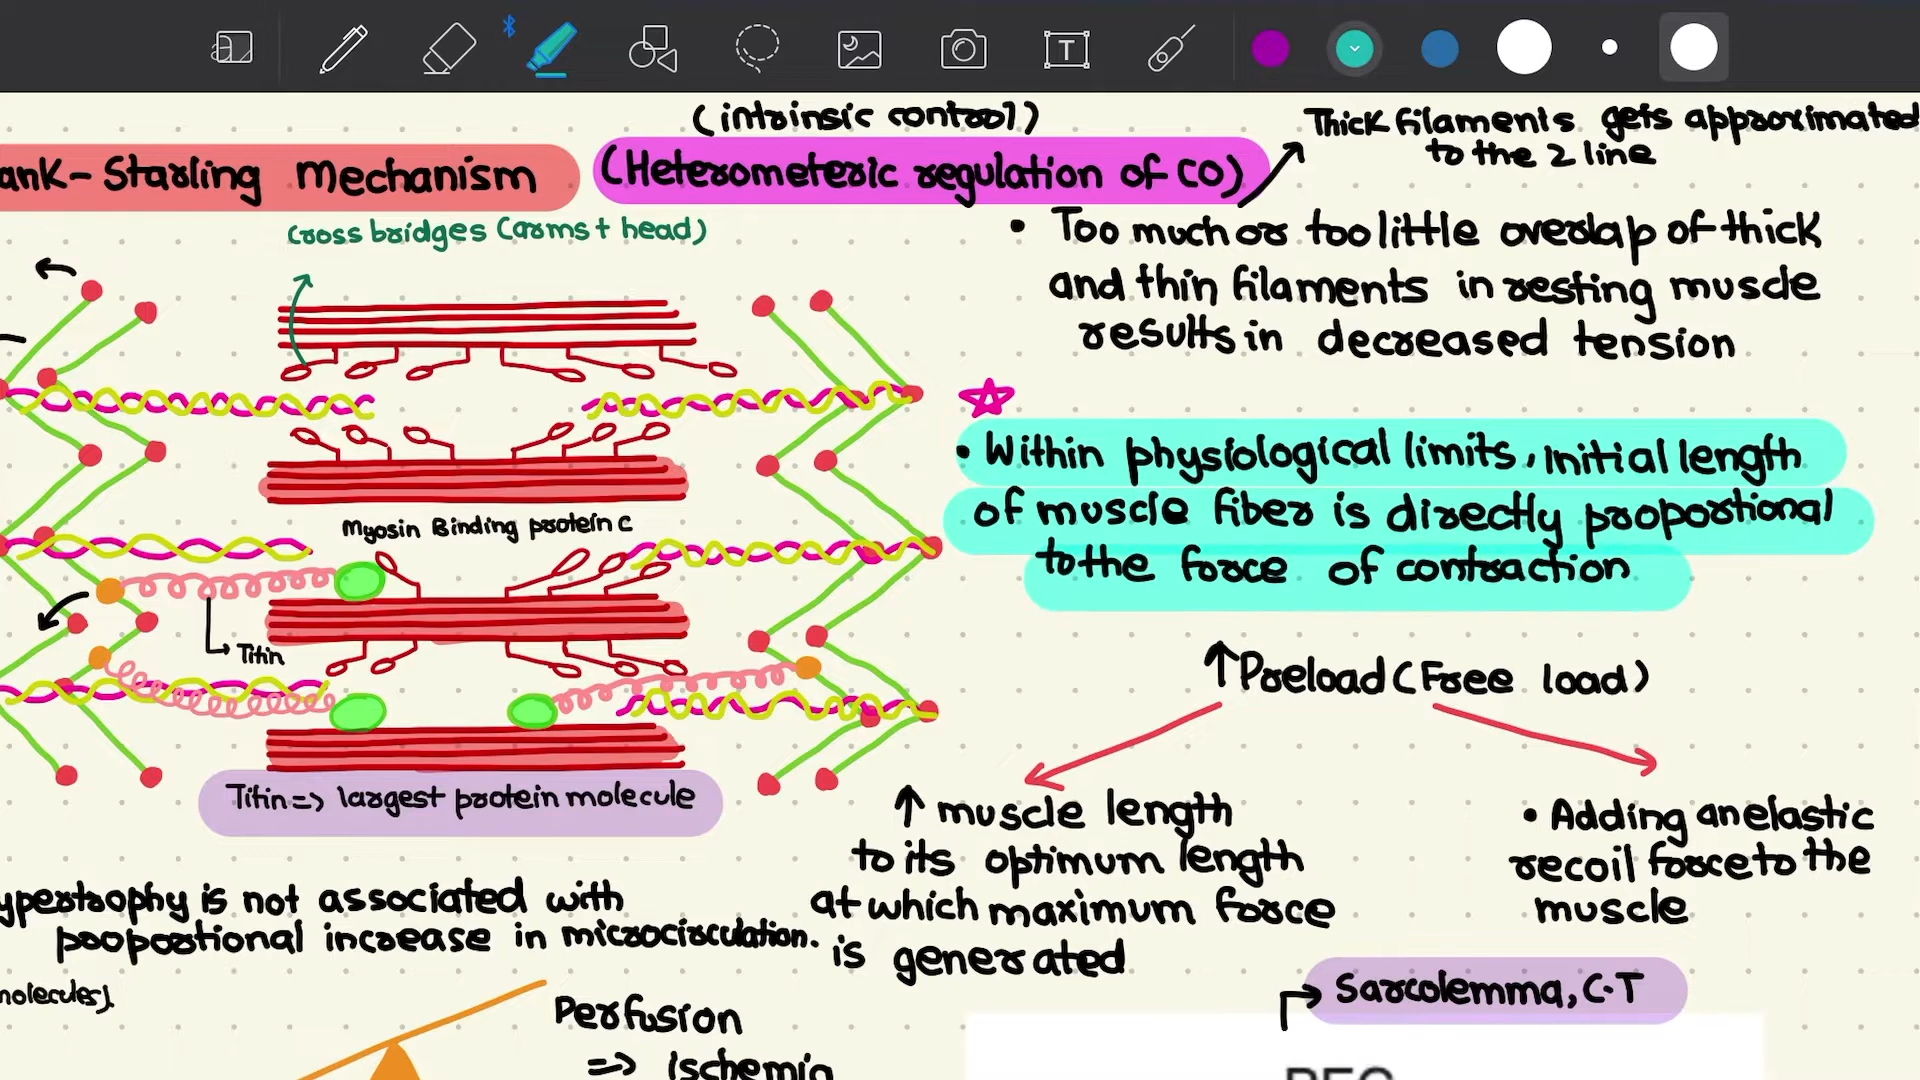 (intrinsic control)
ank-Starling Mechanism
(Heterometeric regulation of CO)
Thick filaments gets approximated
to the Z line
cross bridges (arms + head)
• Too much or too little overlap of thick
and thin filaments in resting muscle
results in decreased tension
• Within physiological limits, initial length
of muscle fiber is directly proportional
to the force of contraction
Myosin Binding protein C
Titin
Titin => largest protein molecule
↑ Preload (Free load)
↑ muscle length
to its optimum length
at which maximum force
is generated
• Adding an elastic
recoil force to the
muscle
ypertrophy is not associated with
proportional increase in microcirculation.
molecules).
Perfusion
=> Ischemia
Sarcolemma, C.T
T